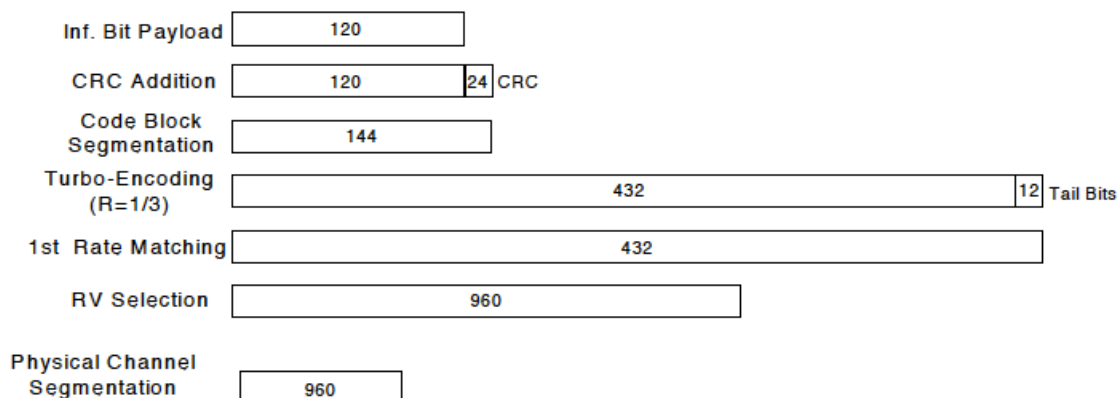 Inf. Bit Payload 120
CRC Addition 120 24 CRC
Code Block
Segmentation 144
Turbo-Encoding
(R=1/3) 432 12 Tail Bits
1st Rate Matching 432
RV Selection 960
Physical Channel
Segmentation 960